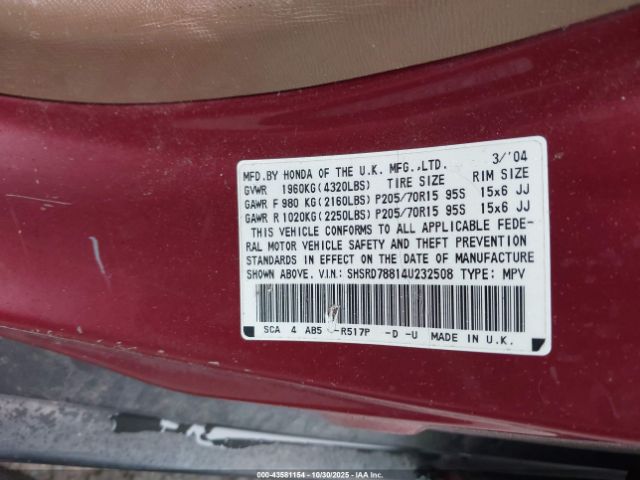 MFD.BY HONDA OF THE U.K. MFG.,LTD. 3/'04
GVWR 1960KG(4320LBS) TIRE SIZE RIM SIZE
GAWR F 980 KG(2160LBS) P205/70R15 95S 15x6 JJ
GAWR R 1020KG(2250LBS) P205/70R15 95S 15x6 JJ
THIS VEHICLE CONFORMS TO ALL APPLICABLE FEDE-
RAL MOTOR VEHICLE SAFETY AND THEFT PREVENTION
STANDARDS IN EFFECT ON THE DATE OF MANUFACTURE
SHOWN ABOVE. V.I.N: SHSRD78814U232508 TYPE: MPV
SCA 4 A85 -R517P -D -U MADE IN U.K.
00-43581154 - 10/30/2025 - IAA Inc.